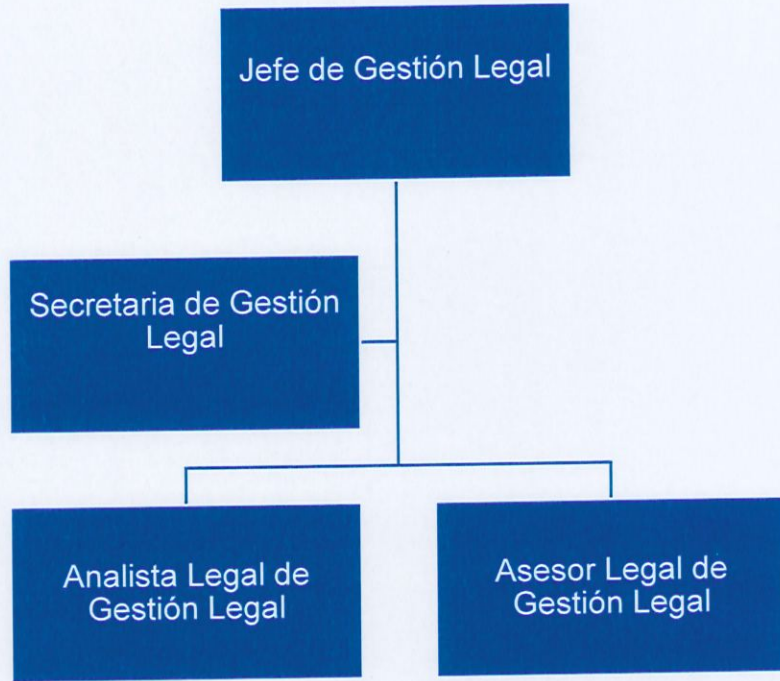 Jefe de Gestión Legal
Secretaria de Gestión
Legal
Analista Legal de
Gestión Legal
Asesor Legal de
Gestión Legal